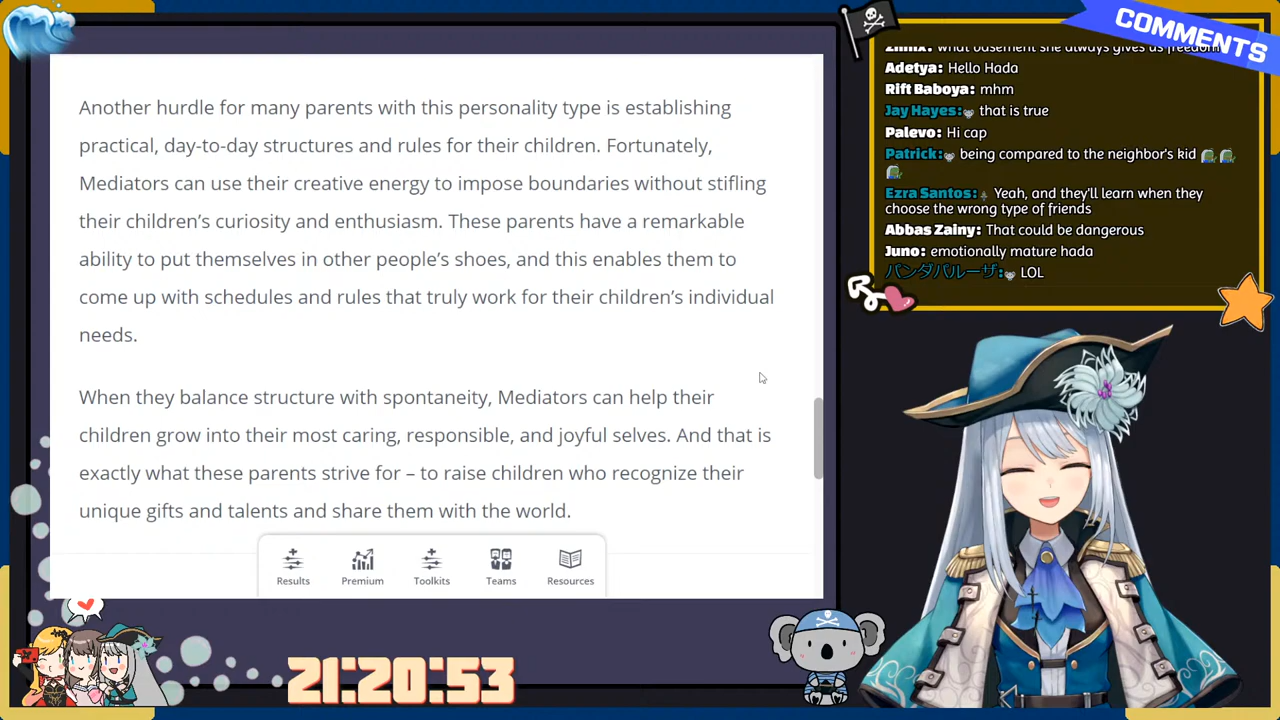 Another hurdle for many parents with this personality type is establishing
practical, day-to-day structures and rules for their children. Fortunately,
Mediators can use their creative energy to impose boundaries without stifling
their children’s curiosity and enthusiasm. These parents have a remarkable
ability to put themselves in other people’s shoes, and this enables them to
come up with schedules and rules that truly work for their children’s individual
needs.
When they balance structure with spontaneity, Mediators can help their
children grow into their most caring, responsible, and joyful selves. And that is
exactly what these parents strive for – to raise children who recognize their
unique gifts and talents and share them with the world.
Results
Premium
Toolkits
Teams
Resources
21:20:53
COMMENTS
what basement she always gives us freedom
Adetya: Hello Hada
Rift Baboya: mhm
Jay Hayes: that is true
Palevo: Hi cap
Patrick: being compared to the neighbor's kid
Ezra Santos: Yeah, and they'll learn when they
choose the wrong type of friends
Abbas Zainy: That could be dangerous
Juno: emotionally mature hada
パンダパルーザ: LOL